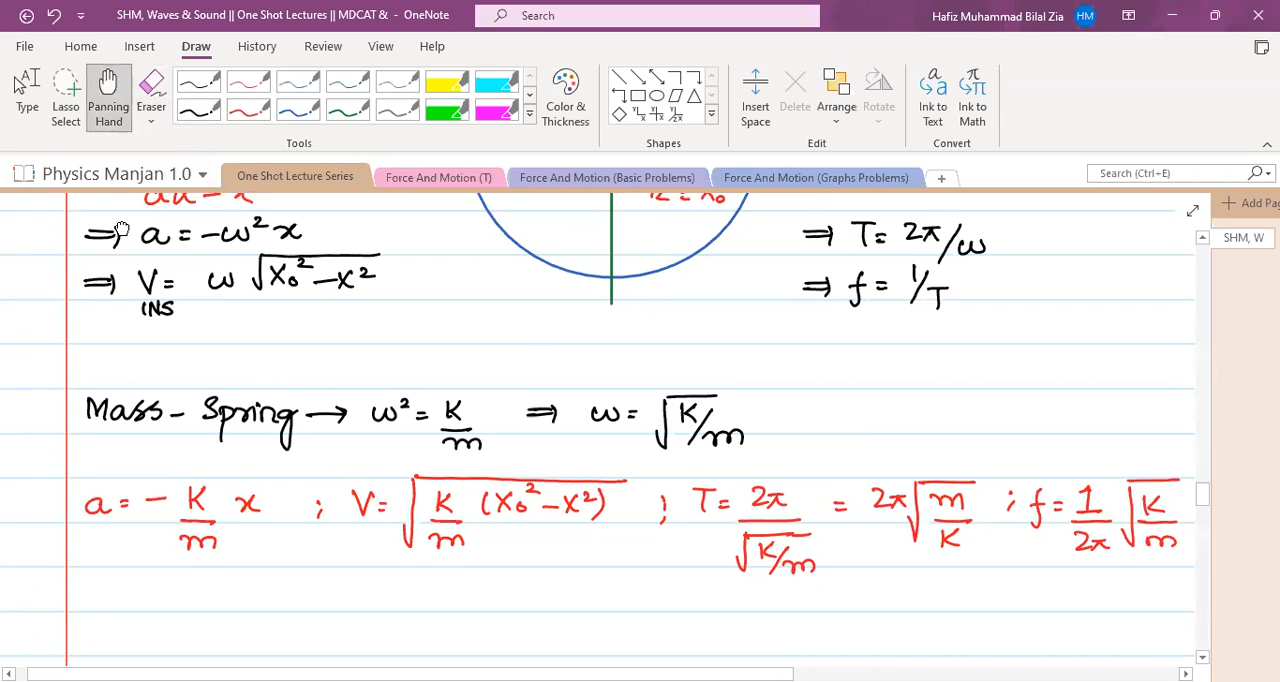 SHM, Waves & Sound || One Shot Lectures || MDCAT & - OneNote
Search
Hafiz Muhammad Bilal Zia
HM
File Home Insert Draw History Review View Help
Type
Lasso Select
Panning Hand
Eraser
Color & Thickness
Insert Space
Delete
Arrange
Rotate
Ink to Text
Ink to Math
Tools
Shapes
Edit
Convert
Physics Manjan 1.0
One Shot Lecture Series
Force And Motion (T)
Force And Motion (Basic Problems)
Force And Motion (Graphs Problems)
Search (Ctrl+E)
Add Pag
SHM, W
⇒ a = -ω² x
⇒ V_INS = ω √(X₀² - x²)
⇒ T = 2π/ω
⇒ f = 1/T
Mass - Spring → ω² = K/m ⇒ ω = √(K/m)
a = - K/m x ; V = √(K/m (X₀² - x²)) ; T = 2π/√(K/m) = 2π√(m/K) ; f = 1/2π √(K/m)